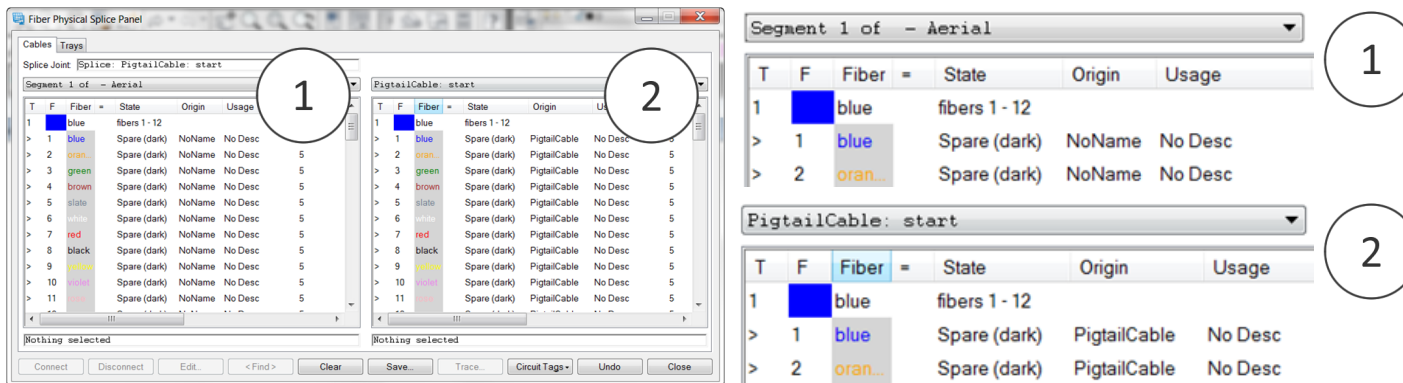 Fiber Physical Splice Panel
Cables Trays
Splice Joint: Splice: PigtailCable: start
Segment 1 of - Aerial
T F Fiber = State Origin Usage
1 blue fibers 1 - 12
> 1 blue Spare (dark) NoName No Desc
> 2 oran... Spare (dark) NoName No Desc 5
> 3 green Spare (dark) NoName No Desc 5
> 4 brown Spare (dark) NoName No Desc 5
> 5 slate Spare (dark) NoName No Desc 5
> 6 white Spare (dark) NoName No Desc 5
> 7 red Spare (dark) NoName No Desc 5
> 8 black Spare (dark) NoName No Desc 5
> 9 yellow Spare (dark) NoName No Desc 5
> 10 violet Spare (dark) NoName No Desc 5
> 11 Spare (dark) NoName No Desc 5
Nothing selected
1
PigtailCable: start
T F Fiber = State Origin
1 blue fibers 1 - 12
> 1 blue Spare (dark) PigtailCable No Desc 5
> 2 oran... Spare (dark) PigtailCable No Desc 5
> 3 green Spare (dark) PigtailCable No Desc 5
> 4 brown Spare (dark) PigtailCable No Desc 5
> 5 slate Spare (dark) PigtailCable No Desc 5
> 6 white Spare (dark) PigtailCable No Desc 5
> 7 red Spare (dark) PigtailCable No Desc 5
> 8 black Spare (dark) PigtailCable No Desc 5
> 9 yellow Spare (dark) PigtailCable No Desc 5
> 10 violet Spare (dark) PigtailCable No Desc 5
> 11 Spare (dark) PigtailCable No Desc 5
Nothing selected
2
Connect Disconnect Edit... <Find> Clear Save... Trace... Circuit Tags Undo Close
Segment 1 of - Aerial
T F Fiber = State Origin Usage
1 blue fibers 1 - 12
> 1 blue Spare (dark) NoName No Desc
> 2 oran... Spare (dark) NoName No Desc
1
PigtailCable: start
T F Fiber = State Origin Usage
1 blue fibers 1 - 12
> 1 blue Spare (dark) PigtailCable No Desc
> 2 oran... Spare (dark) PigtailCable No Desc
2